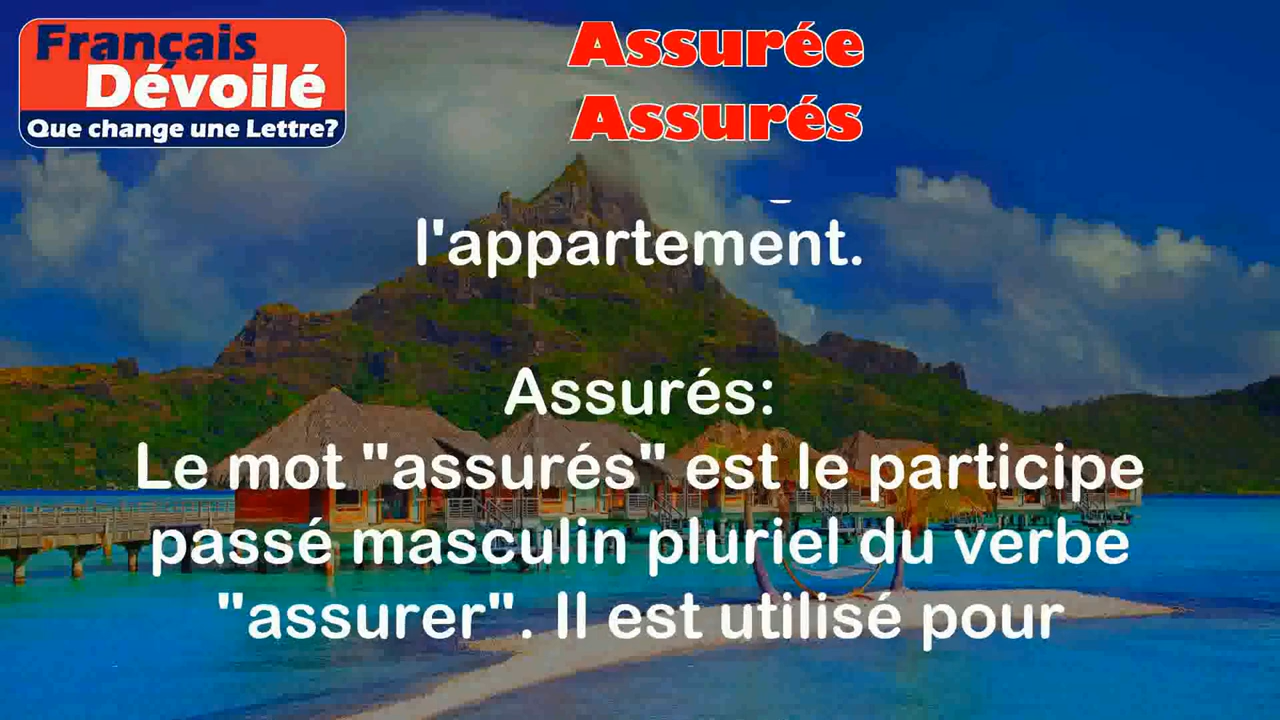 Français
Dévoilé
Que change une Lettre?
Assurée
Assurés
l'appartement.
Assurés:
Le mot "assurés" est le participe
passé masculin pluriel du verbe
"assurer" . Il est utilisé pour